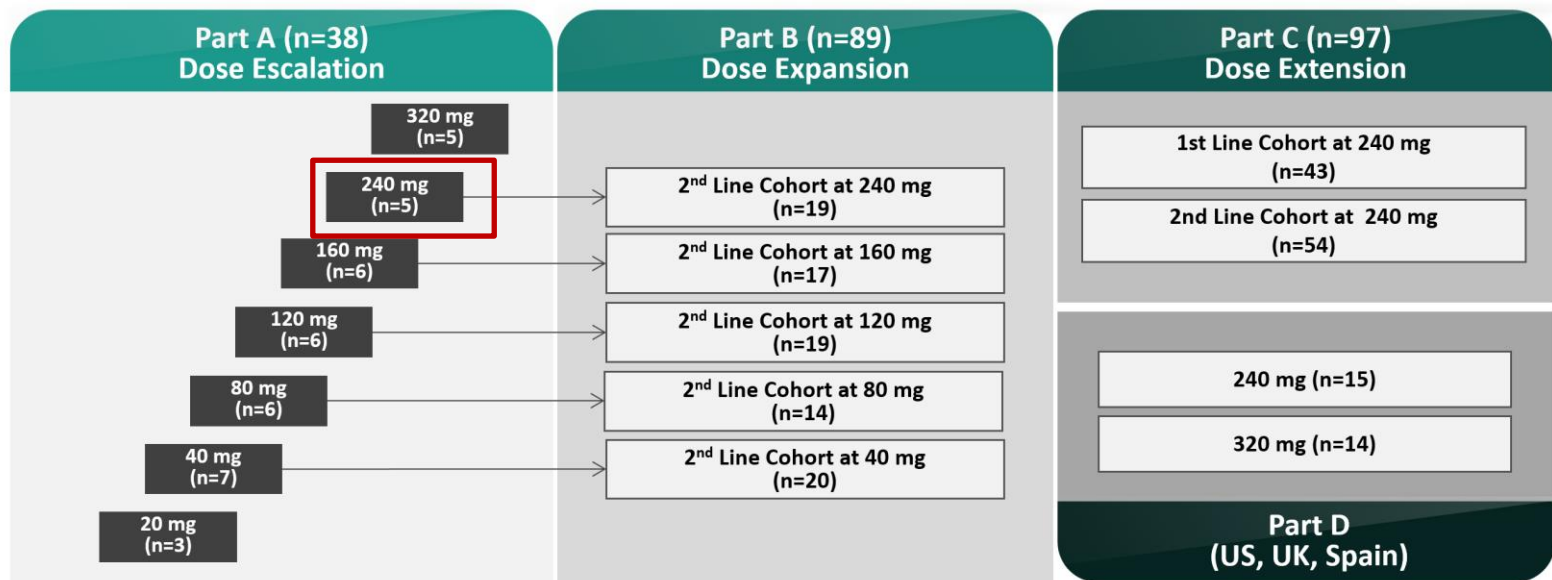 Part A (n=38)
Dose Escalation
320 mg
(n=5)
240 mg
(n=5)
160 mg
(n=6)
120 mg
(n=6)
80 mg
(n=6)
40 mg
(n=7)
20 mg
(n=3)
Part B (n=89)
Dose Expansion
2nd Line Cohort at 240 mg
(n=19)
2nd Line Cohort at 160 mg
(n=17)
2nd Line Cohort at 120 mg
(n=19)
2nd Line Cohort at 80 mg
(n=14)
2nd Line Cohort at 40 mg
(n=20)
Part C (n=97)
Dose Extension
1st Line Cohort at 240 mg
(n=43)
2nd Line Cohort at 240 mg
(n=54)
240 mg (n=15)
320 mg (n=14)
Part D
(US, UK, Spain)